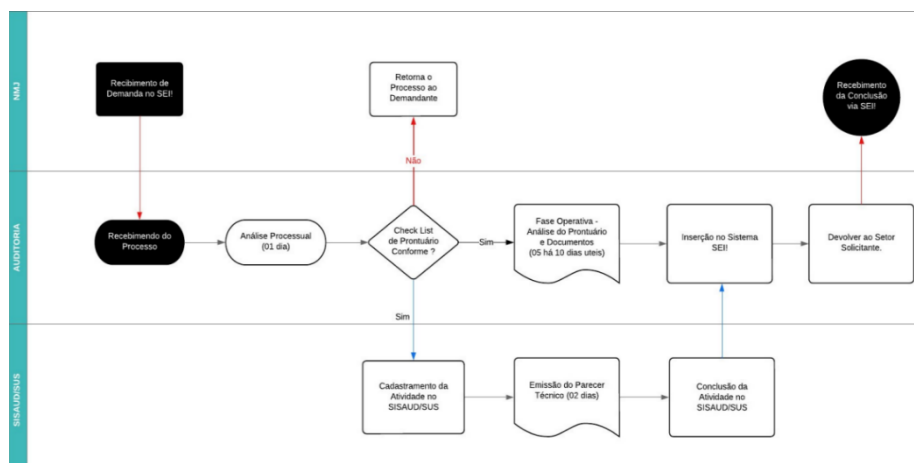 NMJ
Recibimento de
Demanda no SEI!
Retorna o
Processo ao
Demandante
Recebimento
da Conclusão
via SEI!
Não
AUDITORIA
Recebimendo do
Processo
Análise Processual
(01 dia)
Check List
de Prontuário
Conforme ?
Sim
Fase Operativa -
Análise do Prontuário
e Documentos
(05 há 10 dias uteis)
Inserção no Sistema
SEI!
Devolver ao Setor
Solicitante.
Sim
SISAUD/SUS
Cadastramento da
Atividade no
SISAUD/SUS
Emissão do Parecer
Técnico (02 dias)
Conclusão da
Atividade no
SISAUD/SUS